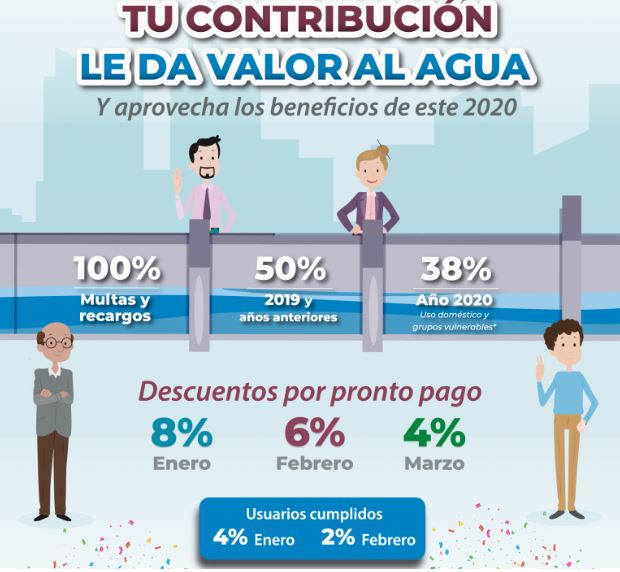 TU CONTRIBUCIÓN
LE DA VALOR AL AGUA
Y aprovecha los beneficios de este 2020
100%
Multas y
recargos
50%
2019 y
años anteriores
38%
Año 2020
Uso doméstico y
grupos vulnerables*
Descuentos por pronto pago
8%
Enero
6%
Febrero
4%
Marzo
Usuarios cumplidos
4% Enero 2% Febrero